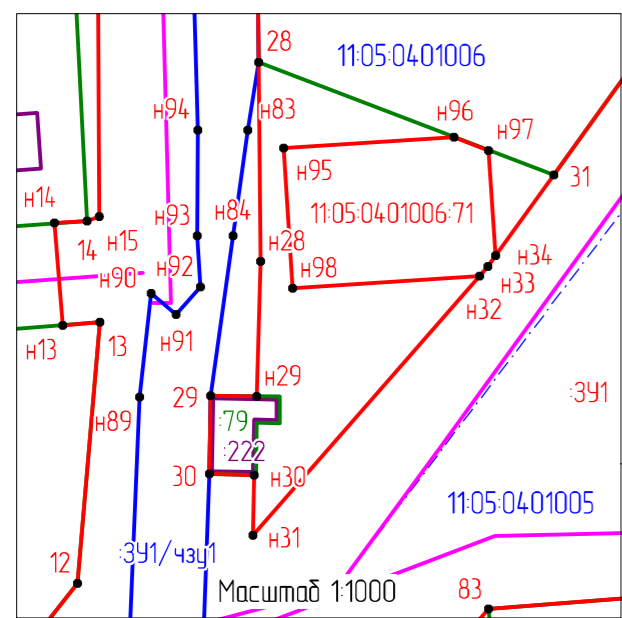 28
11:05:0401006
н94
н83
н96
н97
н95
31
н14
11:05:0401006:71
н93
н84
14
н15
н28
н34
н90
н92
н98
н33
н32
н13
13
н91
29
н29
:ЗУ1
н89
:79
:222
30
н30
11:05:0401005
н31
:ЗУ1/чзу1
12
Масштаб 1:1000
83